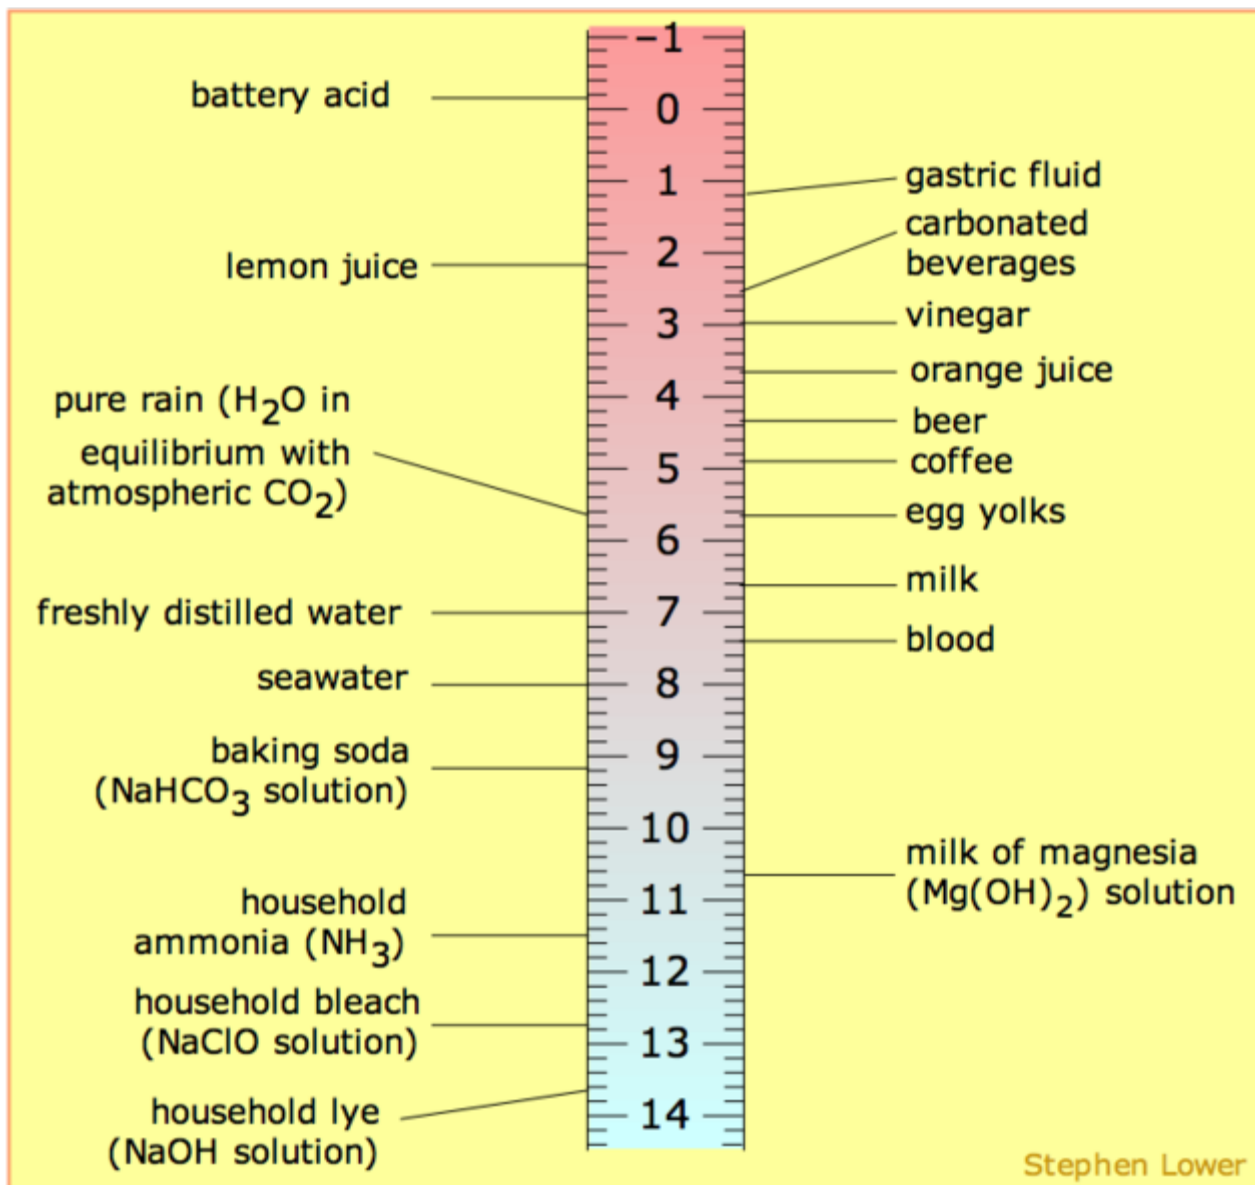 battery acid
lemon juice
pure rain (H₂O in
equilibrium with
atmospheric CO₂)
freshly distilled water
seawater
baking soda
(NaHCO₃ solution)
household
ammonia (NH₃)
household bleach
(NaClO solution)
household lye
(NaOH solution)
−1
0
1
2
3
4
5
6
7
8
9
10
11
12
13
14
gastric fluid
carbonated
beverages
vinegar
orange juice
beer
coffee
egg yolks
milk
blood
milk of magnesia
(Mg(OH)₂) solution
Stephen Lower